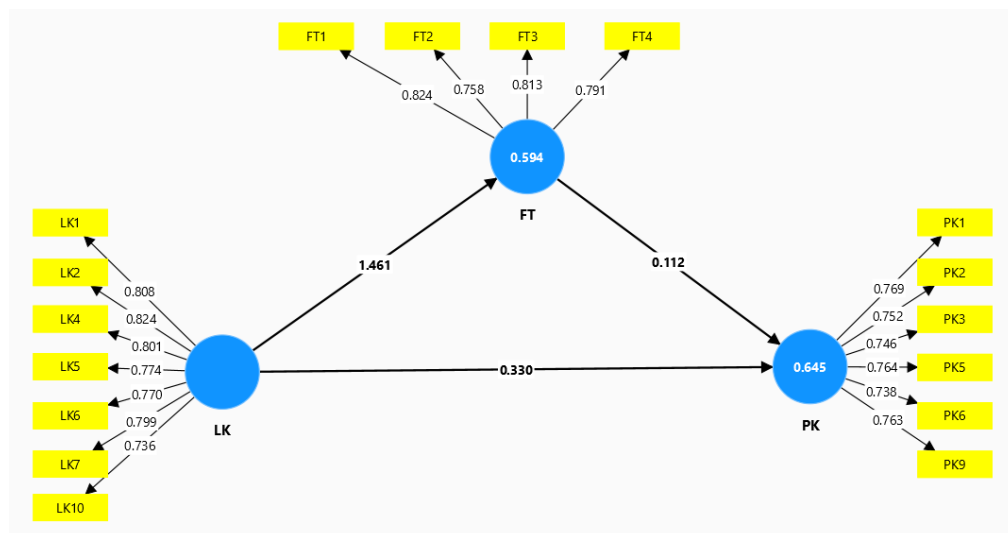 FT1 FT2 FT3 FT4
0.824 0.758 0.813 0.791
0.594
FT
LK1
LK2
LK4
LK5
LK6
LK7
LK10
0.808
0.824
0.801
0.774
0.770
0.799
0.736
LK
1.461
0.112
0.330
0.645
PK
0.769
0.752
0.746
0.764
0.738
0.763
PK1
PK2
PK3
PK5
PK6
PK9